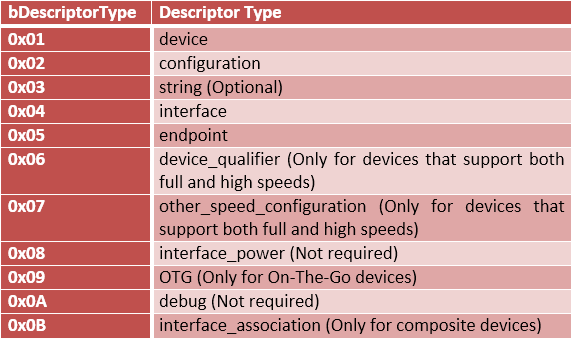 bDescriptorType Descriptor Type
0x01 device
0x02 configuration
0x03 string (Optional)
0x04 interface
0x05 endpoint
0x06 device_qualifier (Only for devices that support both
full and high speeds)
0x07 other_speed_configuration (Only for devices that
support both full and high speeds)
0x08 interface_power (Not required)
0x09 OTG (Only for On-The-Go devices)
0x0A debug (Not required)
0x0B interface_association (Only for composite devices)